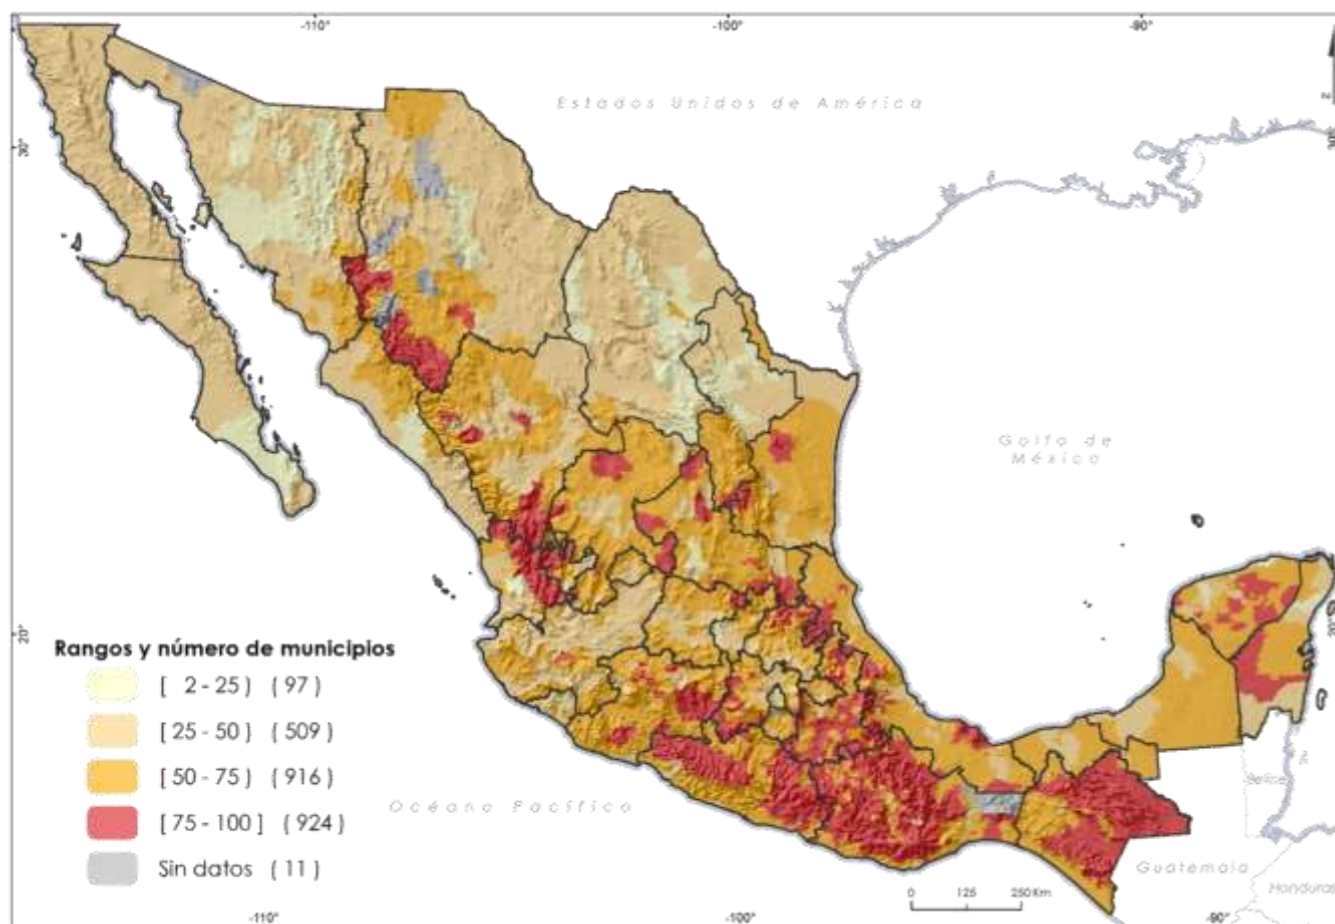 -110°
-100°
-90°
Estados Unidos de América
30°
30°
Golfo de
México
20°
20°
Rangos y número de municipios
[ 2 - 25 ) ( 97 )
[ 25 - 50 ) ( 509 )
[ 50 - 75 ) ( 916 )
[ 75 - 100 ] ( 924 )
Sin datos ( 11 )
Océano Pacífico
Belice
Guatemala
Honduras
0 125 250 Km
-110°
-100°
-90°